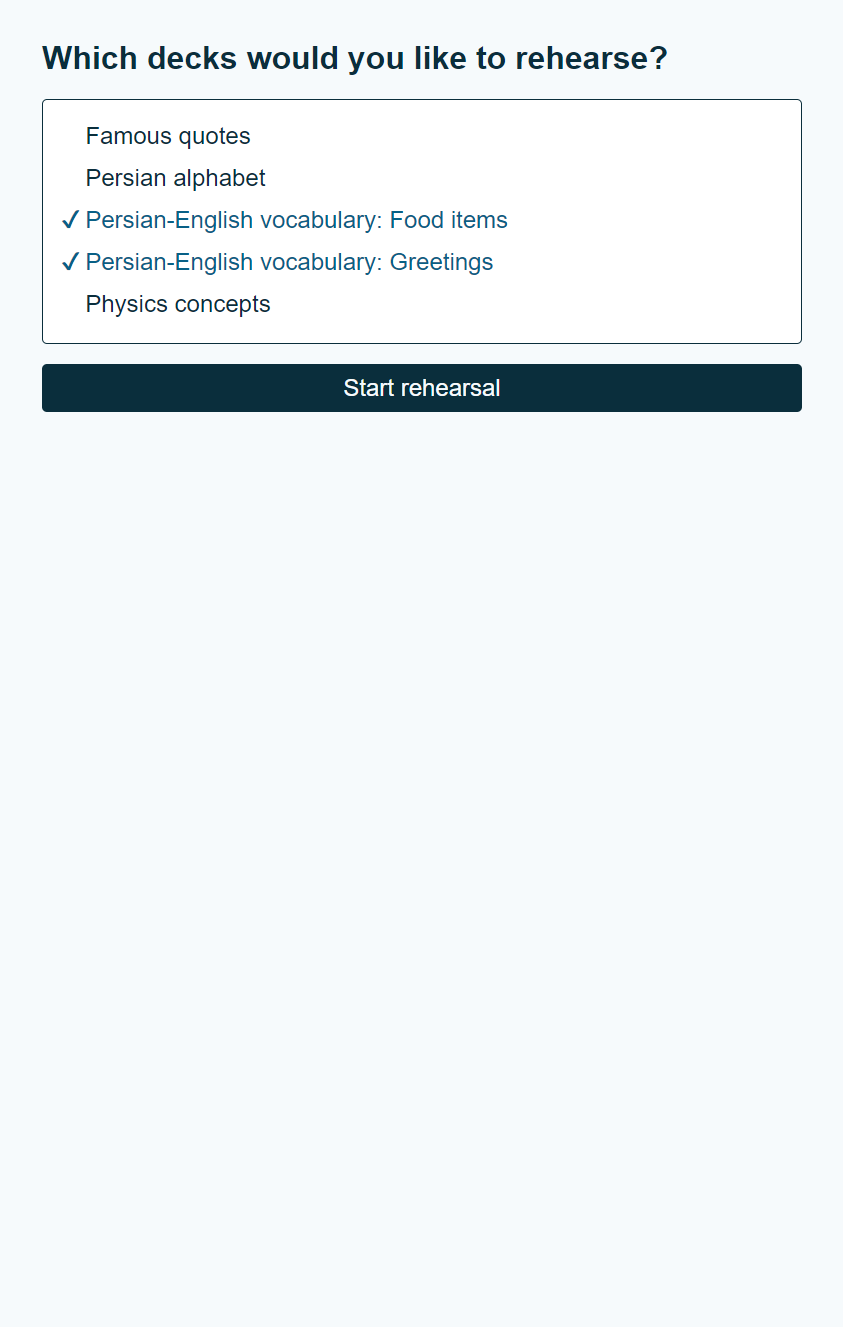 Which decks would you like to rehearse?
Famous quotes
Persian alphabet
✓ Persian-English vocabulary: Food items
✓ Persian-English vocabulary: Greetings
Physics concepts
Start rehearsal